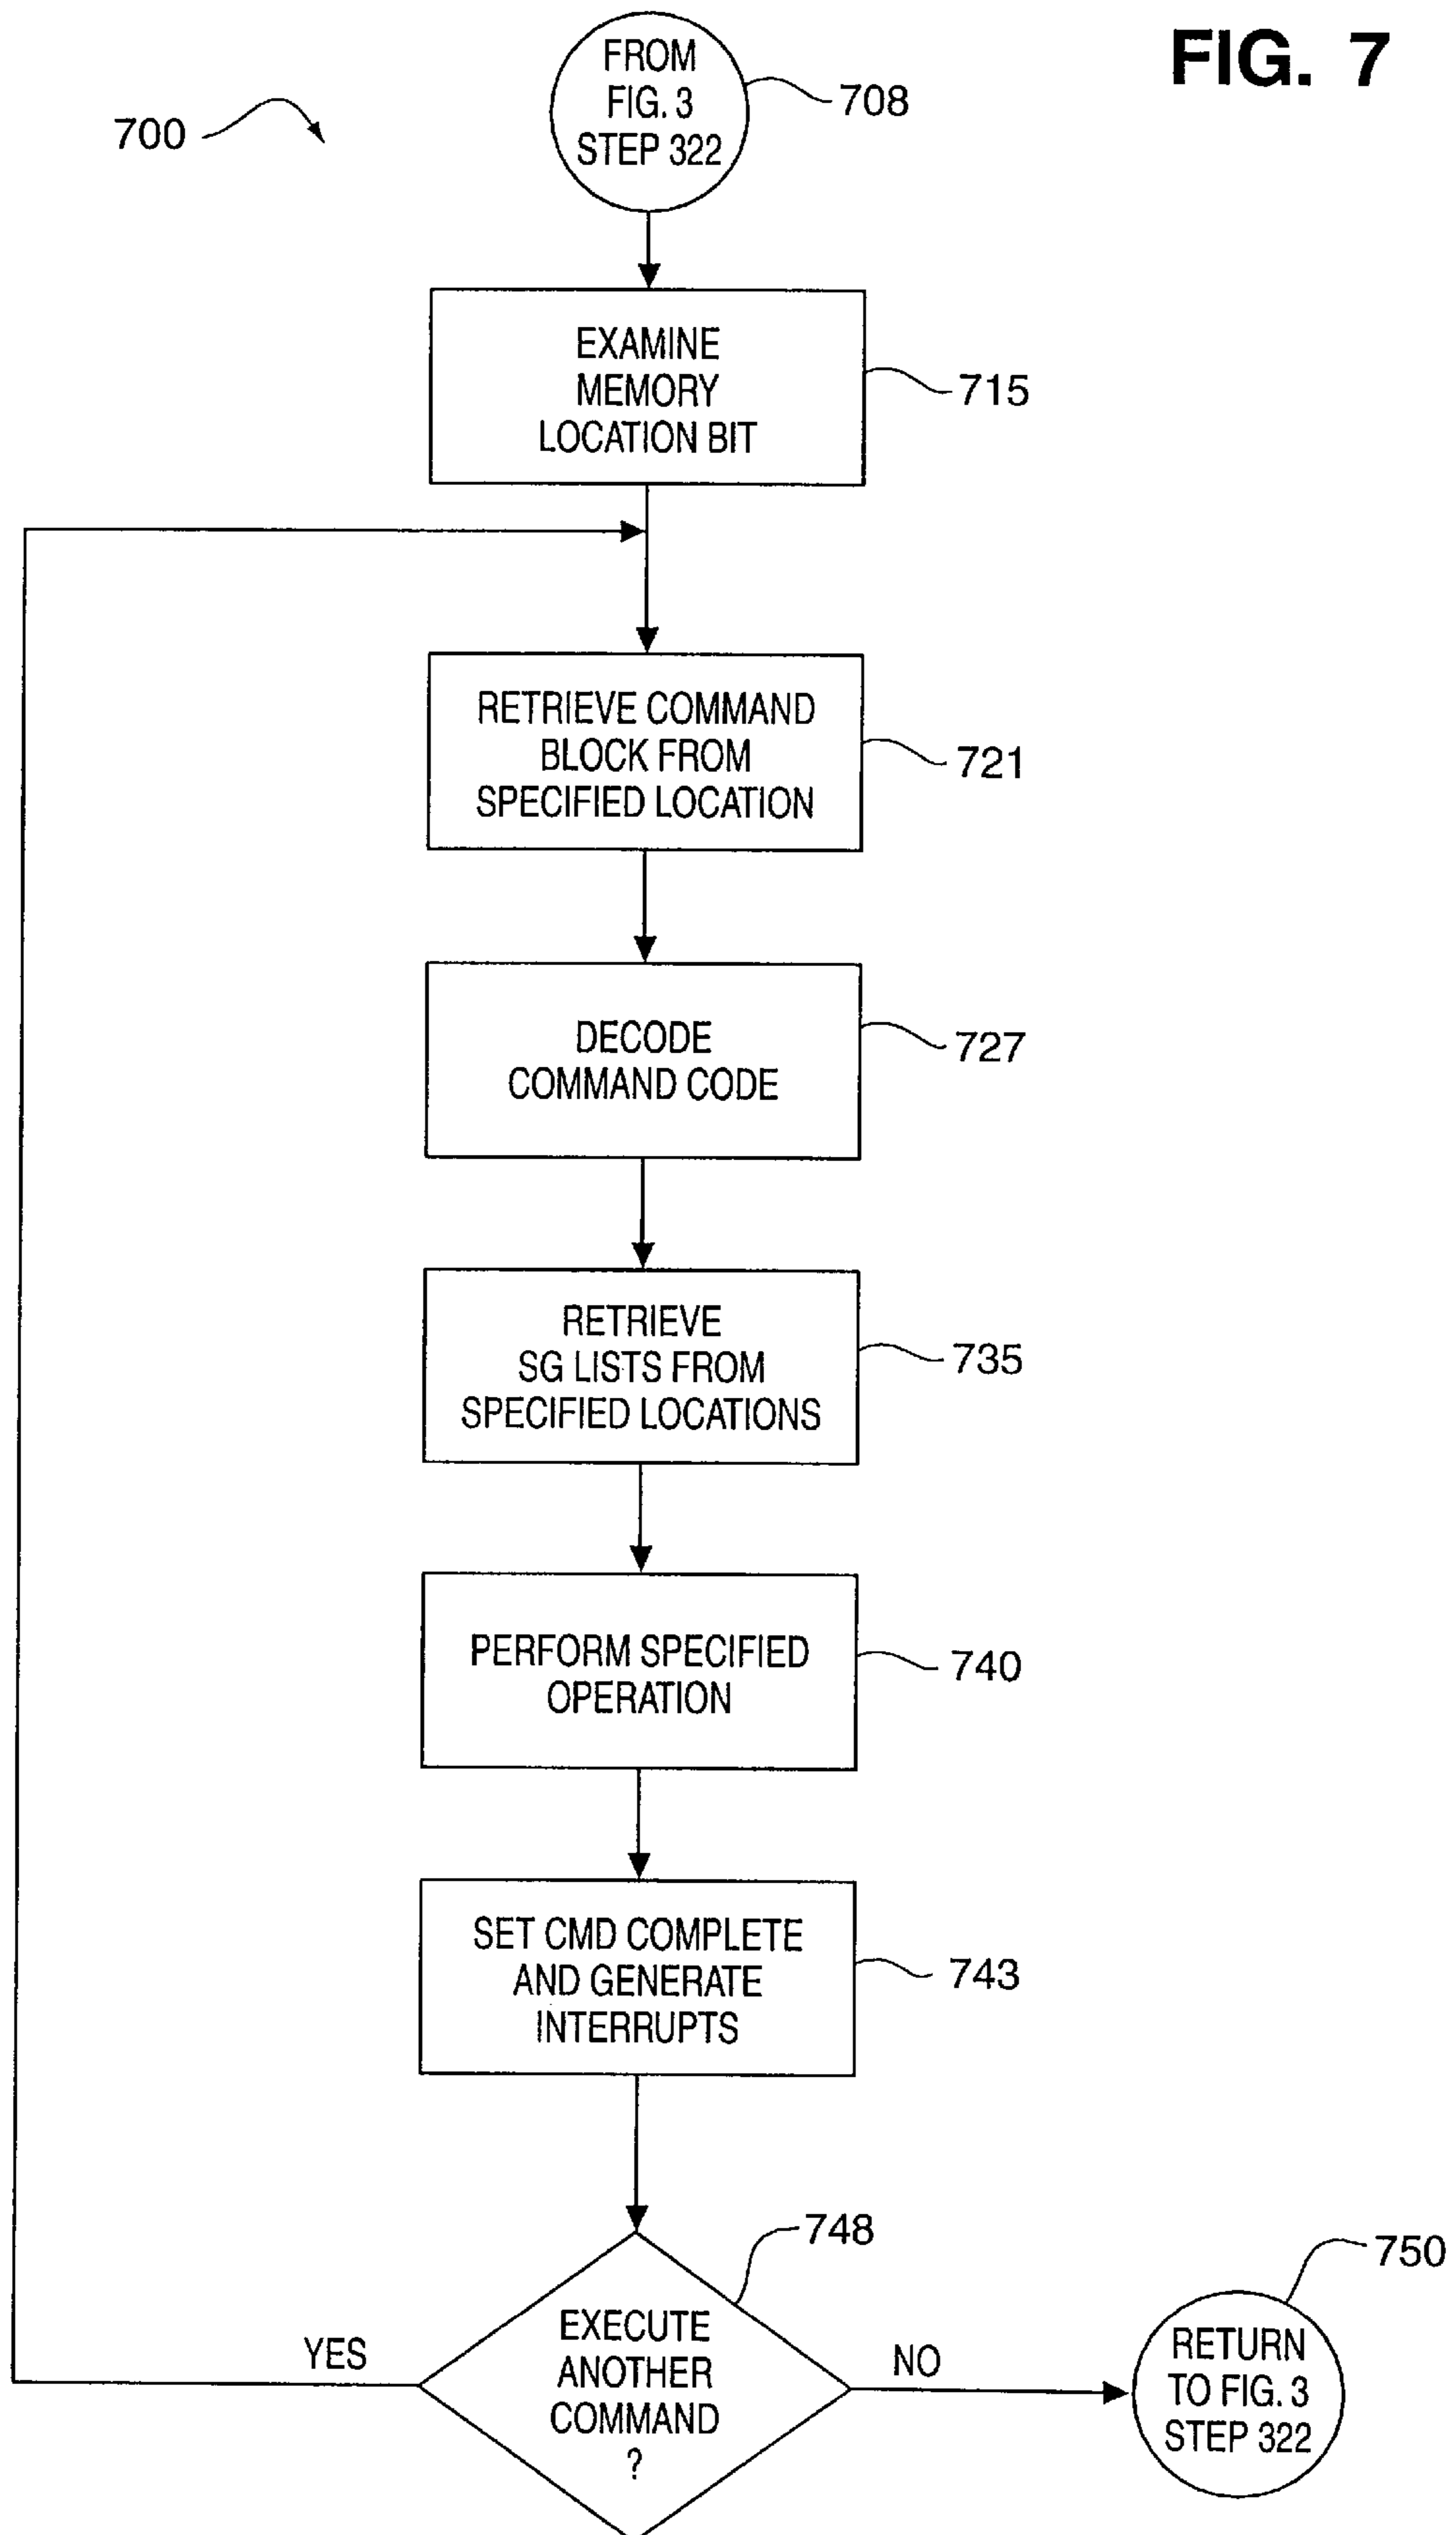 FIG. 7
700
FROM
FIG. 3
STEP 322
708
EXAMINE
MEMORY
LOCATION BIT
715
RETRIEVE COMMAND
BLOCK FROM
SPECIFIED LOCATION
721
DECODE
COMMAND CODE
727
RETRIEVE
SG LISTS FROM
SPECIFIED LOCATIONS
735
PERFORM SPECIFIED
OPERATION
740
SET CMD COMPLETE
AND GENERATE
INTERRUPTS
743
748
EXECUTE
ANOTHER
COMMAND
?
YES
NO
750
RETURN
TO FIG. 3
STEP 322